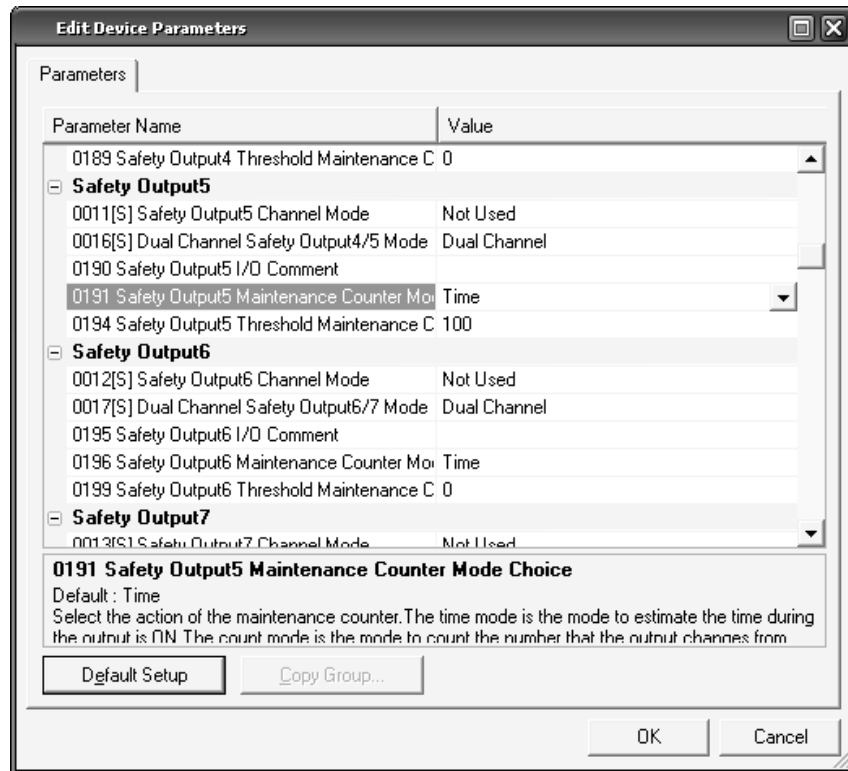 Edit Device Parameters
Parameters
Parameter Name Value
0189 Safety Output4 Threshold Maintenance C 0
Safety Output5
0011[S] Safety Output5 Channel Mode Not Used
0016[S] Dual Channel Safety Output4/5 Mode Dual Channel
0190 Safety Output5 I/O Comment
0191 Safety Output5 Maintenance Counter Mo Time
0194 Safety Output5 Threshold Maintenance C 100
Safety Output6
0012[S] Safety Output6 Channel Mode Not Used
0017[S] Dual Channel Safety Output6/7 Mode Dual Channel
0195 Safety Output6 I/O Comment
0196 Safety Output6 Maintenance Counter Mo Time
0199 Safety Output6 Threshold Maintenance C 0
Safety Output7
0013[S] Safety Output7 Channel Mode Not Used
0191 Safety Output5 Maintenance Counter Mode Choice
Default : Time
Select the action of the maintenance counter.The time mode is the mode to estimate the time during
the output is ON.The count mode is the mode to count the number that the output changes from
Default Setup Copy Group...
OK Cancel